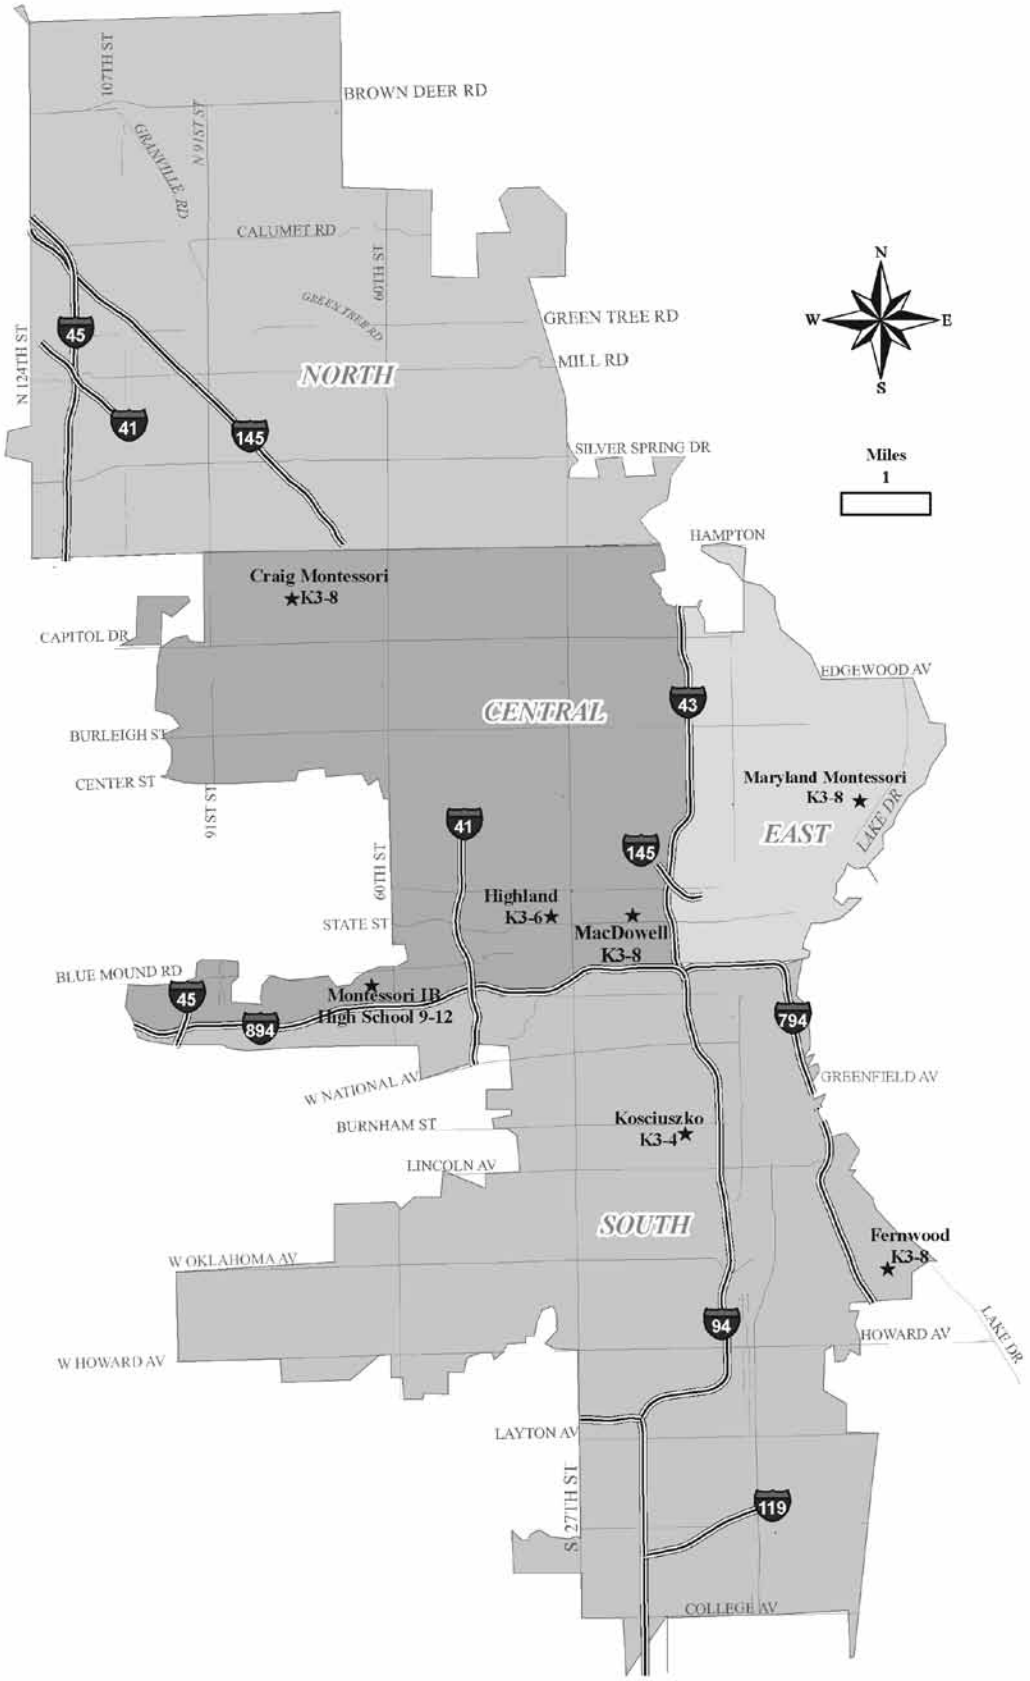 107TH ST
BROWN DEER RD
N 91ST ST
GRANVILLE RD
CALUMET RD
60TH ST
N
W E
S
GREEN TREE RD
GREEN TREE RD
45
N 124TH ST
MILL RD
NORTH
41
145
SILVER SPRING DR
Miles
1
HAMPTON
Craig Montessori
K3-8
CAPITOL DR
EDGEWOOD AV
43
CENTRAL
BURLEIGH ST
CENTER ST
Maryland Montessori
K3-8
91ST ST
LAKE DR
41
EAST
145
60TH ST
Highland
K3-6
STATE ST
MacDowell
K3-8
BLUE MOUND RD
45
Montessori IB
High School 9-12
894
794
W NATIONAL AV
GREENFIELD AV
BURNHAM ST
Kosciuszko
K3-4
LINCOLN AV
SOUTH
Fernwood
K3-8
W OKLAHOMA AV
94
HOWARD AV
LAKE DR
W HOWARD AV
LAYTON AV
S. 27TH ST
119
COLLEGE AV